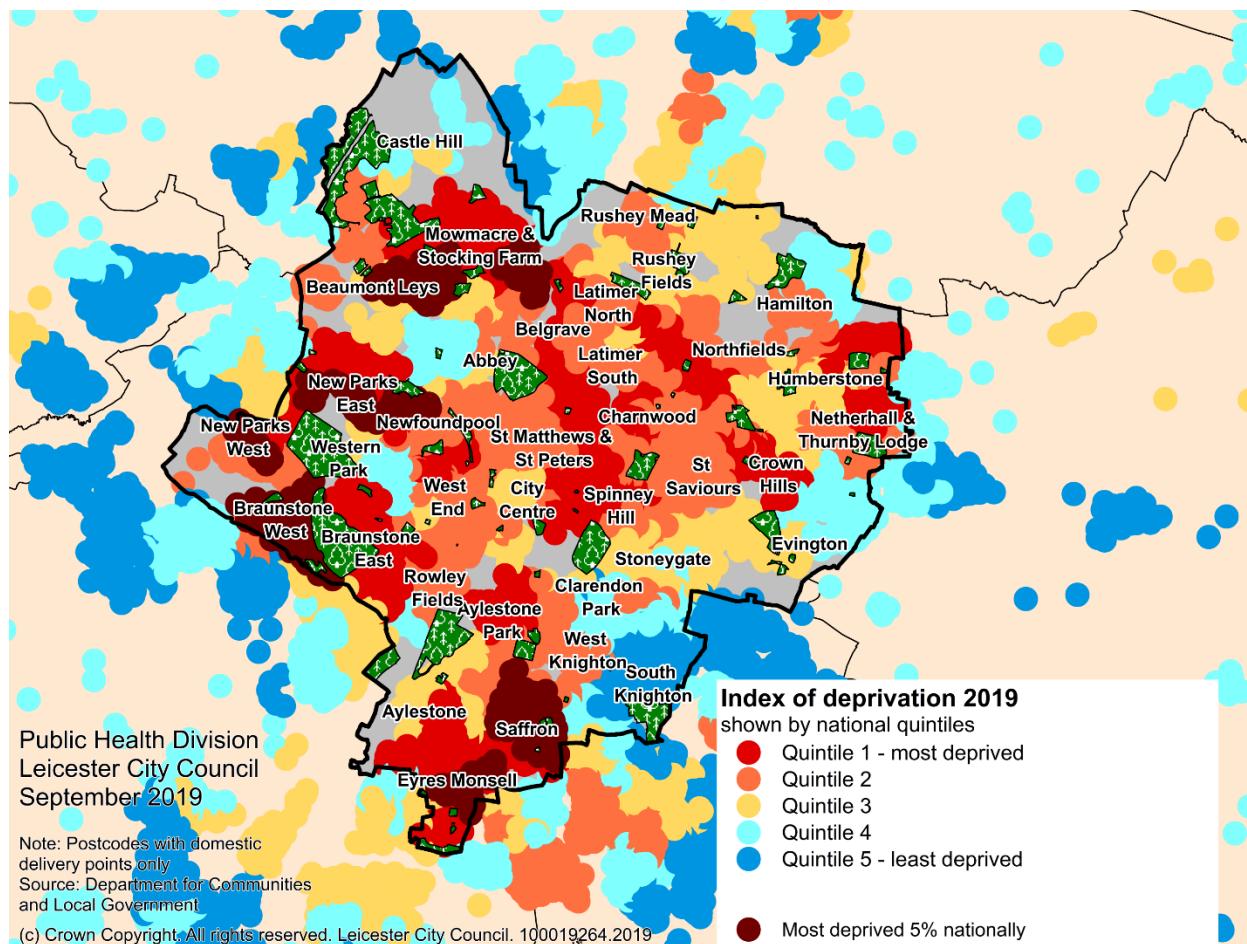 Castle Hill
Rushey Mead
Mowmacre &
Stocking Farm
Rushey
Fields
Beaumont Leys
Latimer
North
Hamilton
Belgrave
Abbey
Latimer
South
Northfields
New Parks
East
Humberstone
New Parks
West
Newfoundpool
Charnwood
Netherhall &
Thurnby Lodge
Western
Park
St Matthews &
St Peters
St
Saviours
Crown
Hills
West
End
City
Centre
Spinney
Hill
Braunstone
West
Braunstone
East
Evington
Stoneygate
Rowley
Fields
Clarendon
Park
Aylestone
Park
West
Knighton
South
Knighton
Aylestone
Saffron
Eyres Monsell
Public Health Division
Leicester City Council
September 2019
Note: Postcodes with domestic
delivery points only
Source: Department for Communities
and Local Government
(c) Crown Copyright. All rights reserved. Leicester City Council. 100019264.2019
Index of deprivation 2019
shown by national quintiles
Quintile 1 - most deprived
Quintile 2
Quintile 3
Quintile 4
Quintile 5 - least deprived
Most deprived 5% nationally